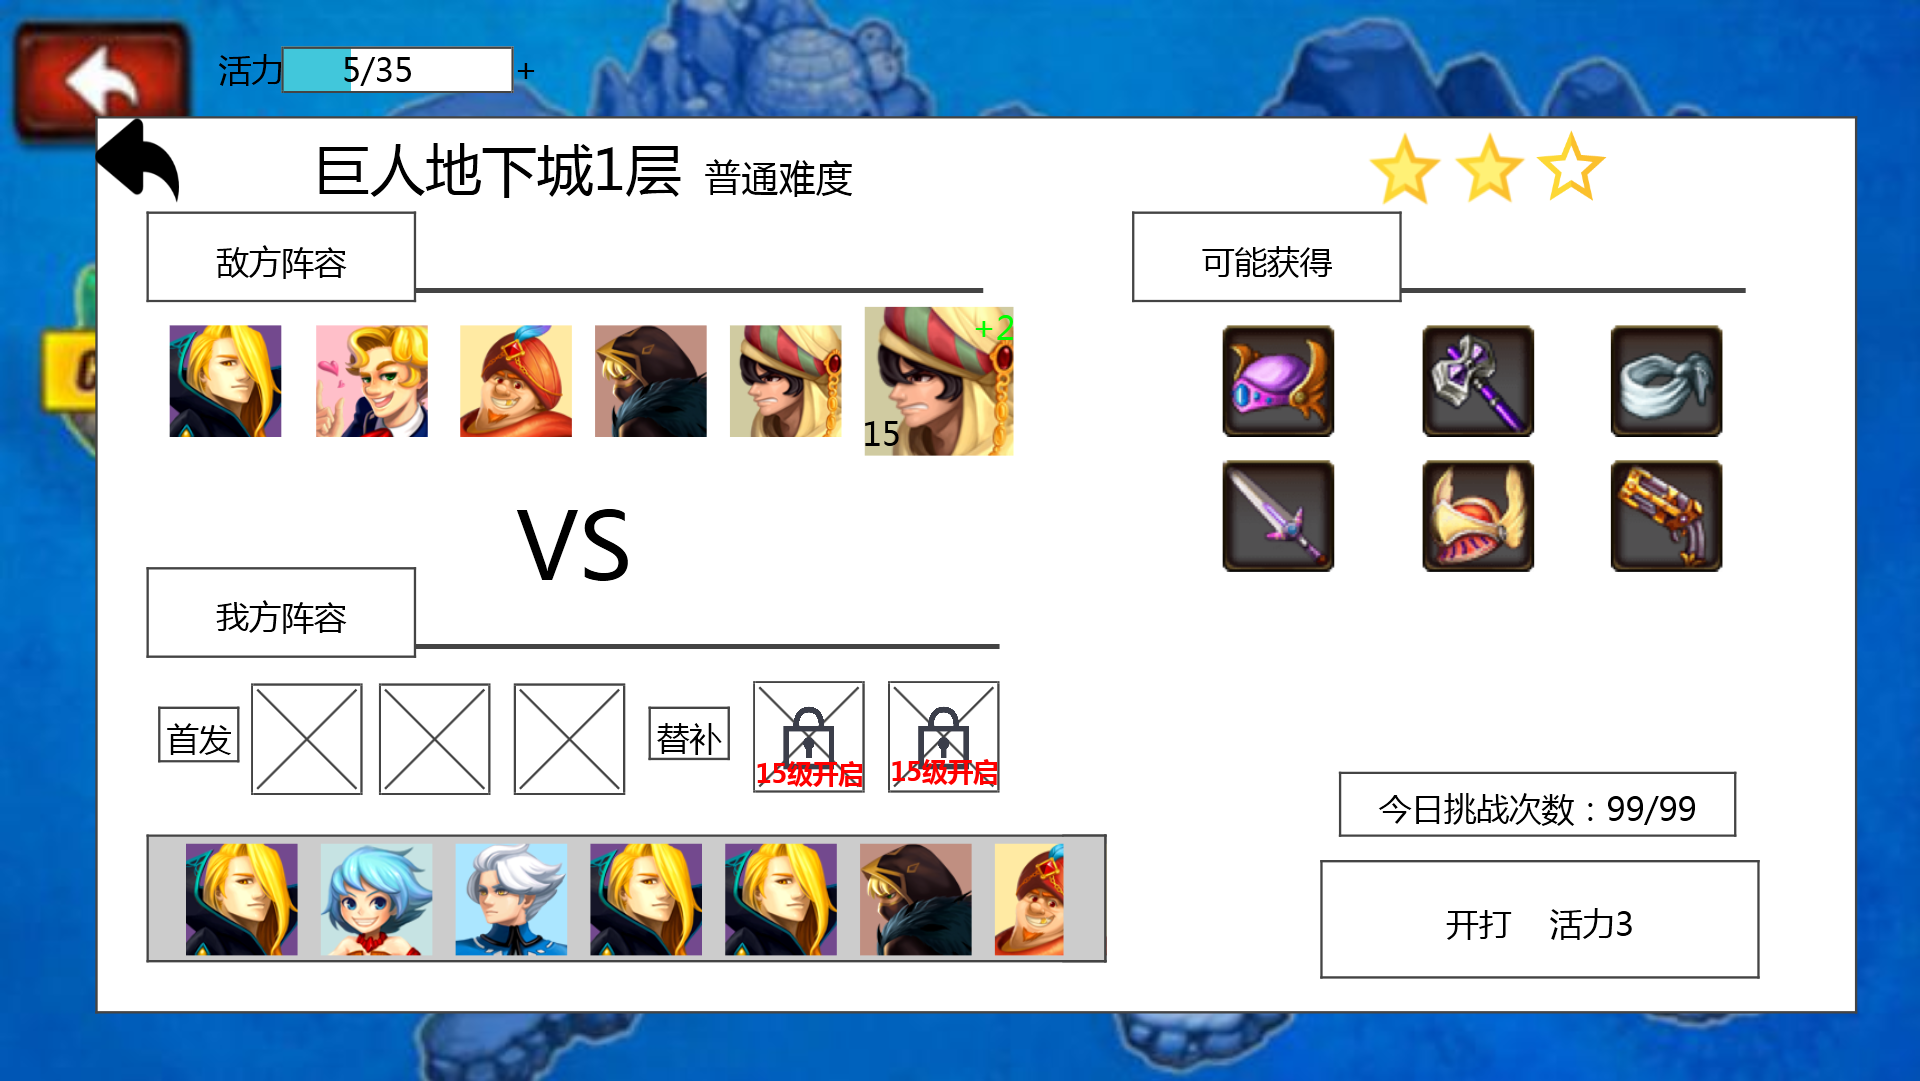 活力 5/35 +
巨人地下城1层 普通难度
敌方阵容
可能获得
+2
15
VS
我方阵容
首发
替补
15级开启
15级开启
今日挑战次数：99/99
开打 活力3